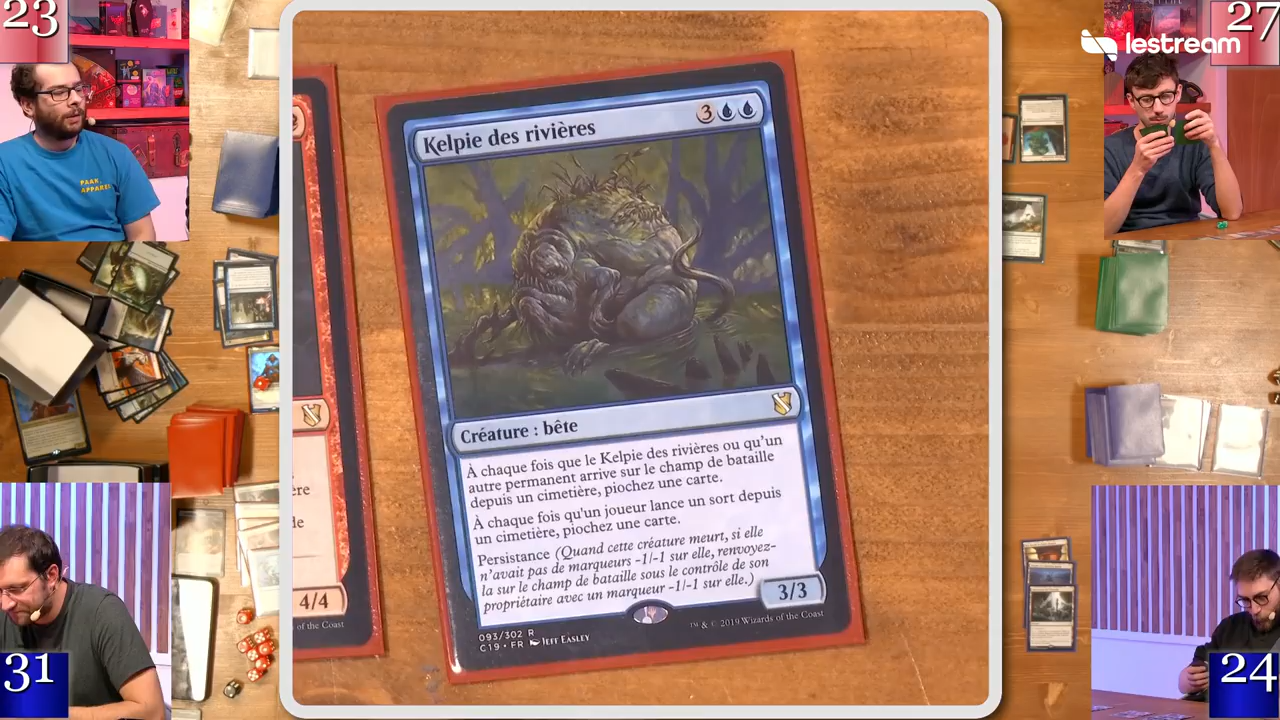 23
27
lestream
Kelpie des rivières
3
Créature : bête
À chaque fois que le Kelpie des rivières ou qu'un
autre permanent arrive sur le champ de bataille
depuis un cimetière, piochez une carte.
À chaque fois qu'un joueur lance un sort depuis
un cimetière, piochez une carte.
Persistance (Quand cette créature meurt, si elle
n'avait pas de marqueurs -1/-1 sur elle, renvoyez-
la sur le champ de bataille sous le contrôle de son
propriétaire avec un marqueur -1/-1 sur elle.)
3/3
093/302 R
C19 • FR JEFF EASLEY
™ & © 2019 Wizards of the Coast
4/4
of the Coast
31
24